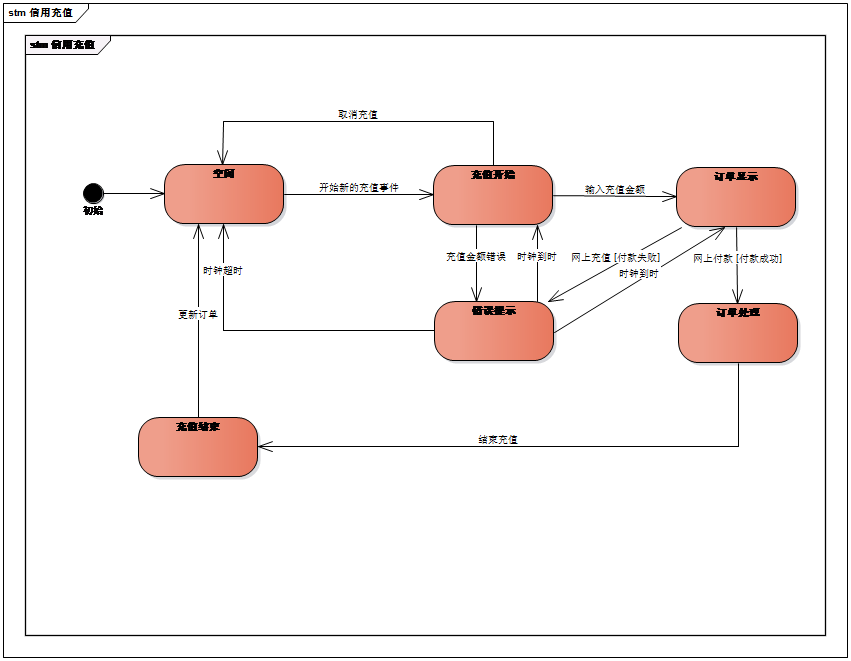 stm 信用充值
stm 信用充值
取消充值
空闲
充值开始
订单显示
开始新的充值事件
输入充值金额
初始
充值金额错误
时钟到时
网上充值 [付款失败]
网上付款 [付款成功]
时钟超时
时钟到时
错误提示
订单处理
更新订单
充值结束
结束充值